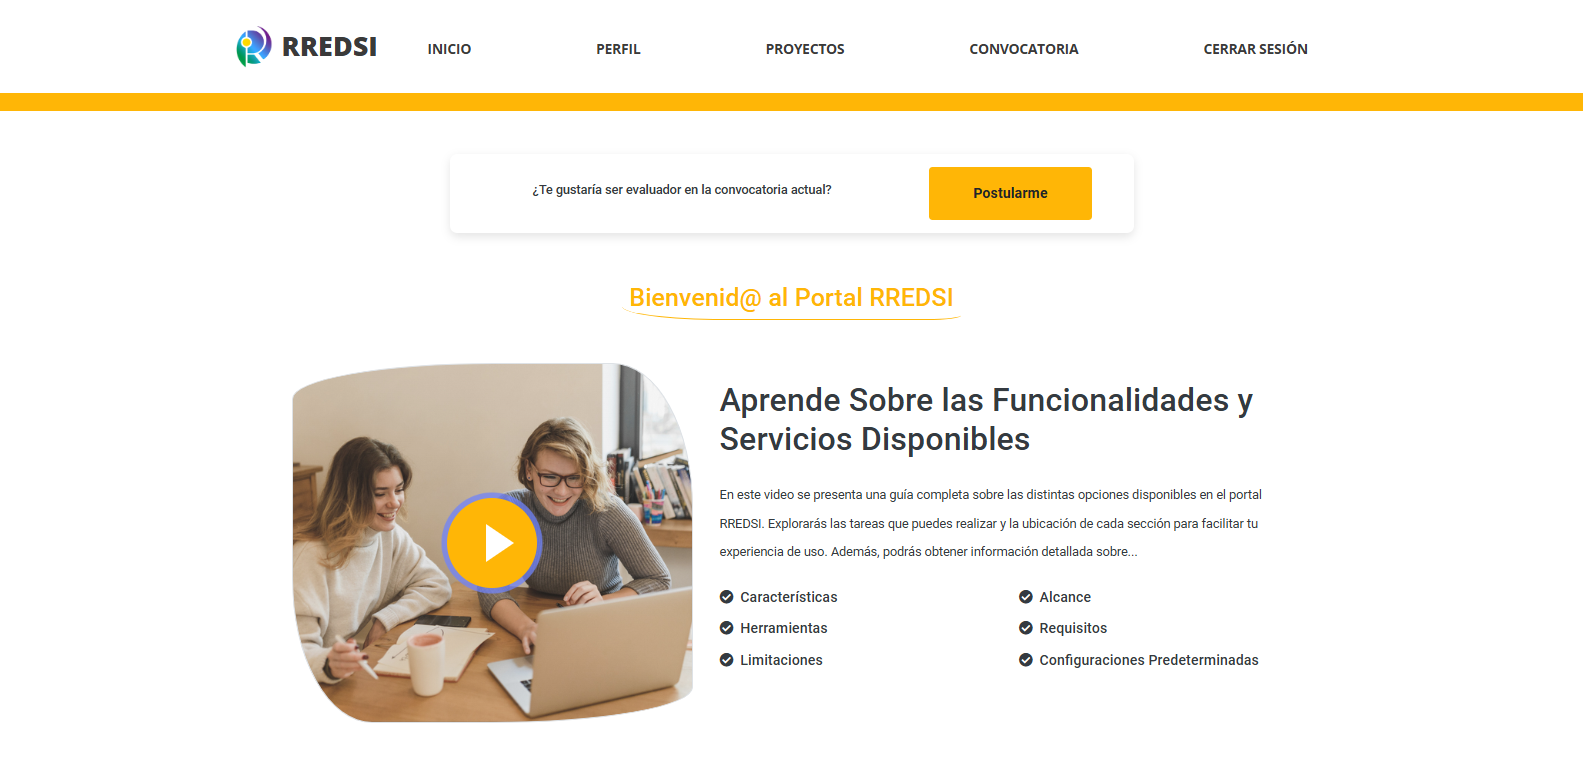 RREDSI
INICIO
PERFIL
PROYECTOS
CONVOCATORIA
CERRAR SESIÓN
¿Te gustaría ser evaluador en la convocatoria actual?
Postularme
Bienvenid@ al Portal RREDSI
Aprende Sobre las Funcionalidades y
Servicios Disponibles
En este video se presenta una guía completa sobre las distintas opciones disponibles en el portal
RREDSI. Explorarás las tareas que puedes realizar y la ubicación de cada sección para facilitar tu
experiencia de uso. Además, podrás obtener información detallada sobre...
Características
Alcance
Herramientas
Requisitos
Limitaciones
Configuraciones Predeterminadas